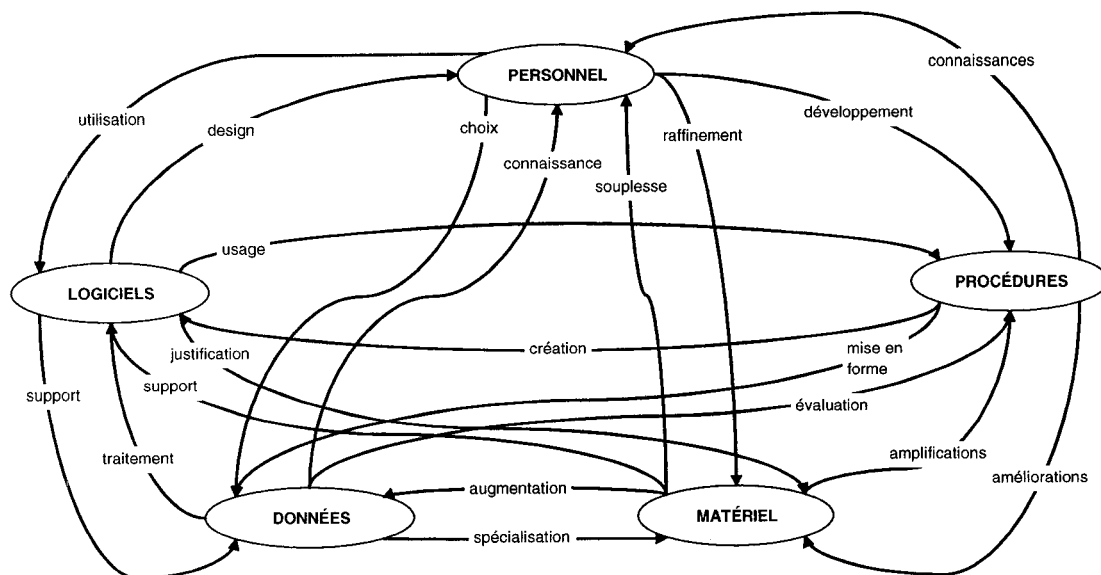 connaissances
PERSONNEL
utilisation
design
choix
raffinement
développement
connaissance
souplesse
usage
LOGICIELS
PROCÉDURES
justification
création
mise en
forme
support
support
évaluation
traitement
amplifications
améliorations
augmentation
DONNÉES
MATÉRIEL
spécialisation